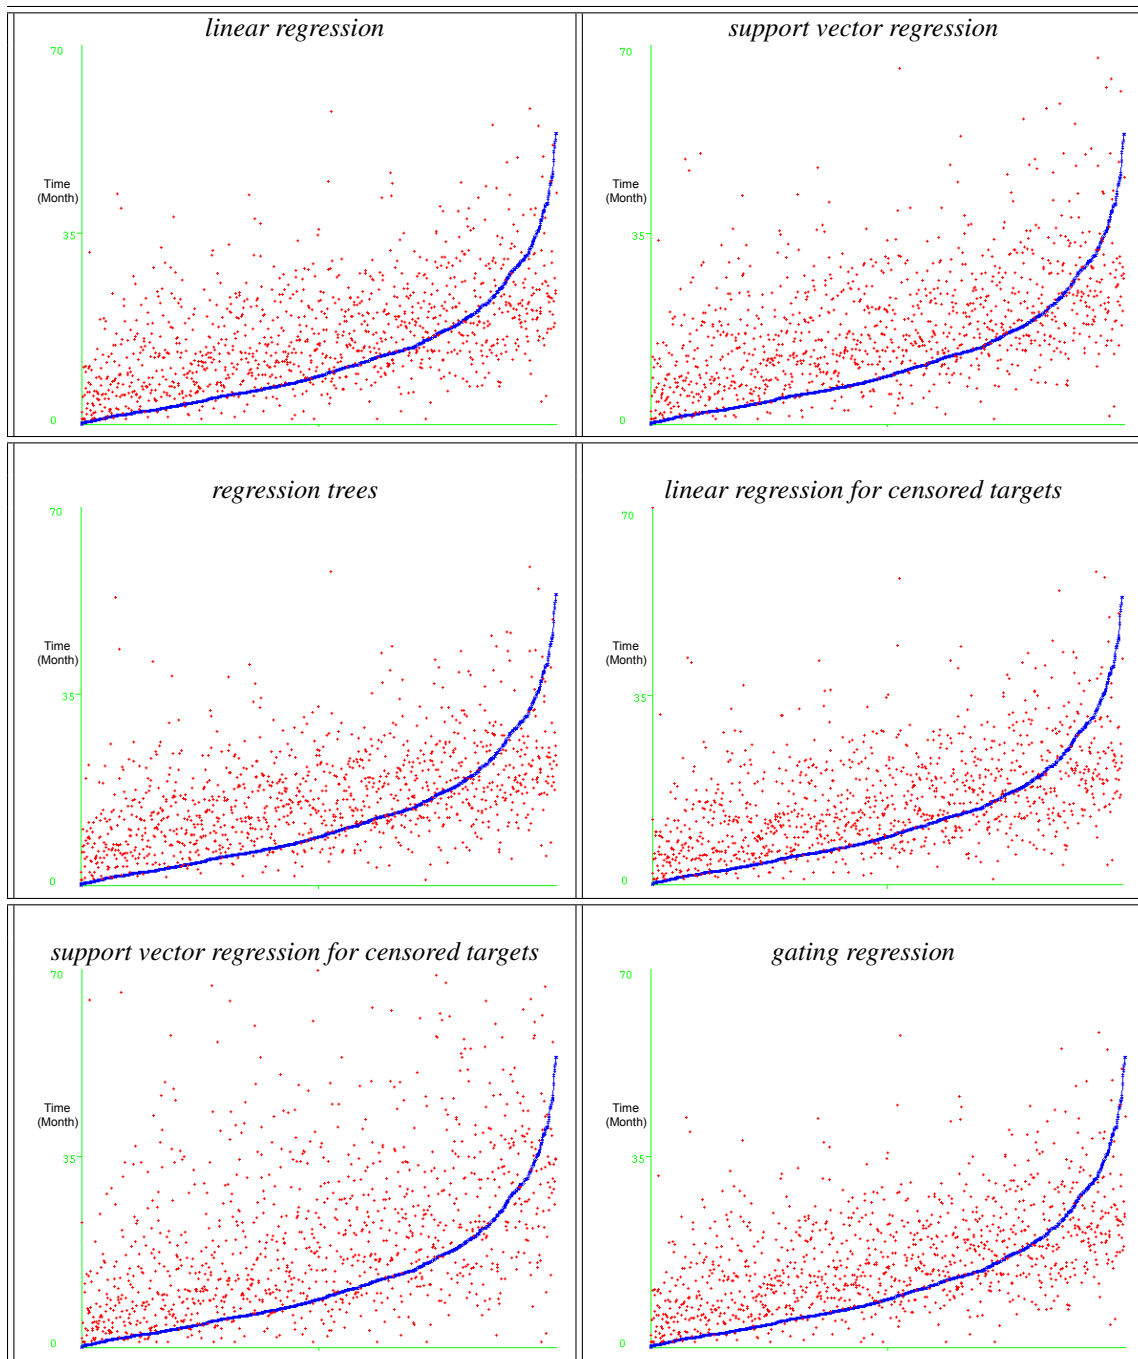 linear regression
70
Time
(Month)
35
0
support vector regression
70
Time
(Month)
35
0
regression trees
70
Time
(Month)
35
0
linear regression for censored targets
70
Time
(Month)
35
0
support vector regression for censored targets
70
Time
(Month)
35
0
gating regression
70
Time
(Month)
35
0